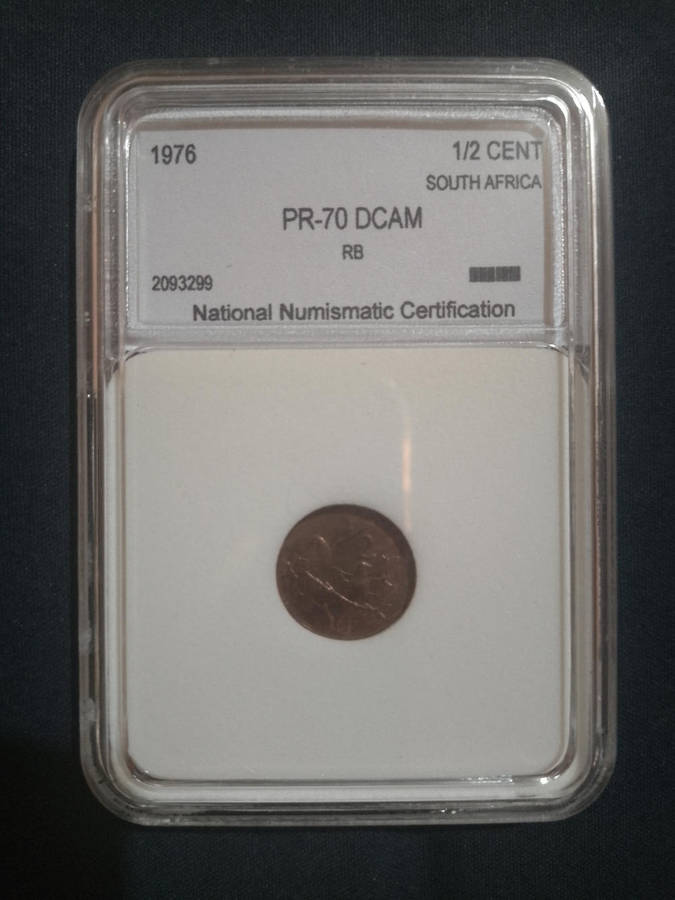 1976 1/2 CENT
SOUTH AFRICA
PR-70 DCAM
RB
2093299
National Numismatic Certification